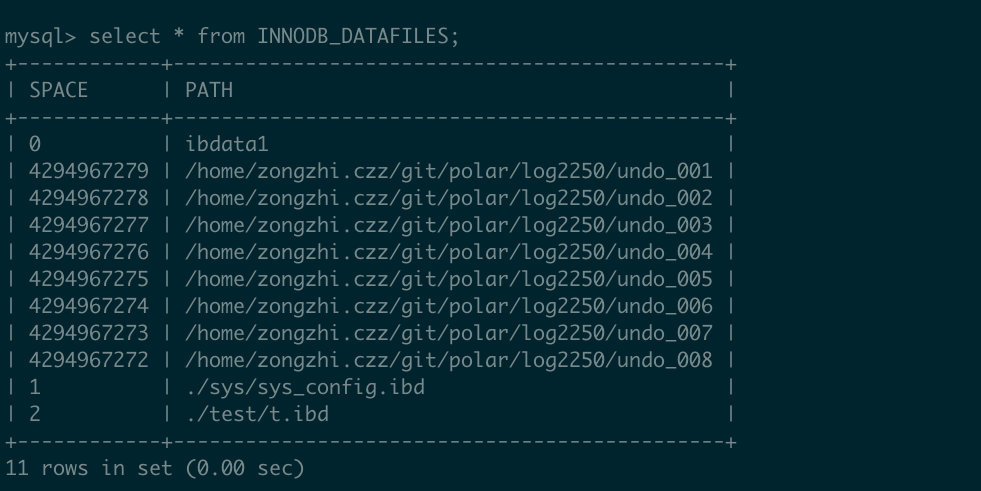 mysql> select * from INNODB_DATAFILES;
+------------+----------------------------------------------+
| SPACE      | PATH                                         |
+------------+----------------------------------------------+
| 0          | ibdata1                                      |
| 4294967279 | /home/zongzhi.czz/git/polar/log2250/undo_001 |
| 4294967278 | /home/zongzhi.czz/git/polar/log2250/undo_002 |
| 4294967277 | /home/zongzhi.czz/git/polar/log2250/undo_003 |
| 4294967276 | /home/zongzhi.czz/git/polar/log2250/undo_004 |
| 4294967275 | /home/zongzhi.czz/git/polar/log2250/undo_005 |
| 4294967274 | /home/zongzhi.czz/git/polar/log2250/undo_006 |
| 4294967273 | /home/zongzhi.czz/git/polar/log2250/undo_007 |
| 4294967272 | /home/zongzhi.czz/git/polar/log2250/undo_008 |
| 1          | ./sys/sys_config.ibd                         |
| 2          | ./test/t.ibd                                 |
+------------+----------------------------------------------+
11 rows in set (0.00 sec)